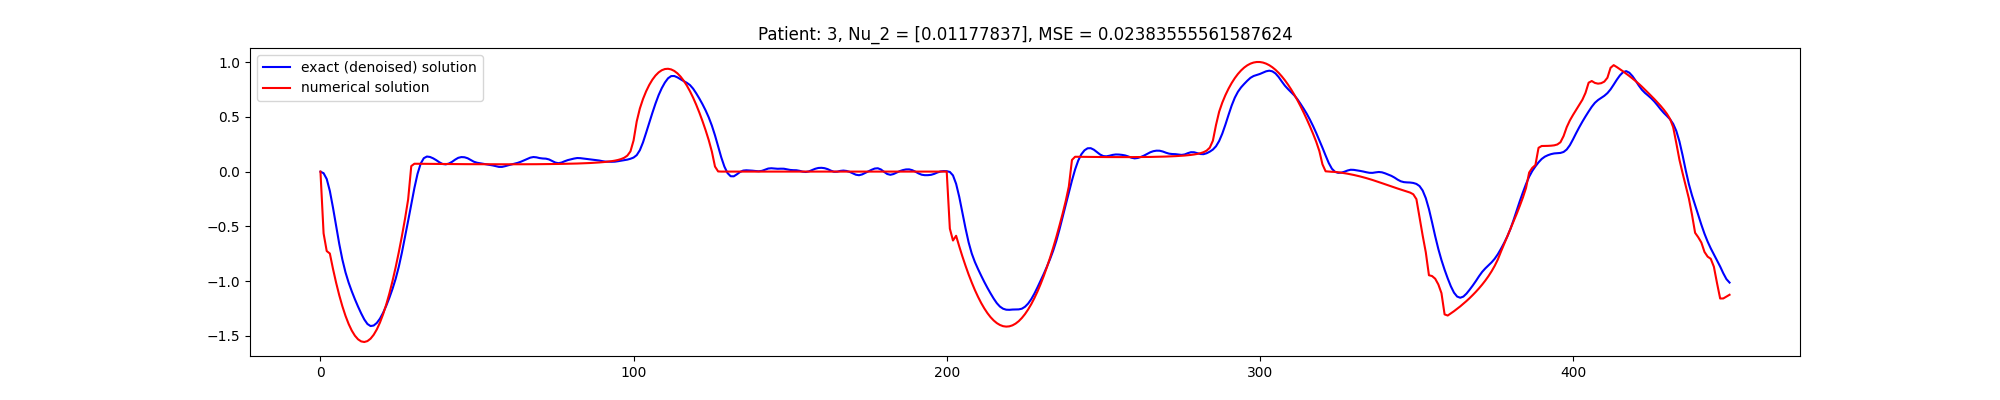 Patient: 3, Nu_2 = [0.01177837], MSE = 0.02383555561587624
exact (denoised) solution
numerical solution
1.0
0.5
0.0
−0.5
−1.0
−1.5
0 100 200 300 400